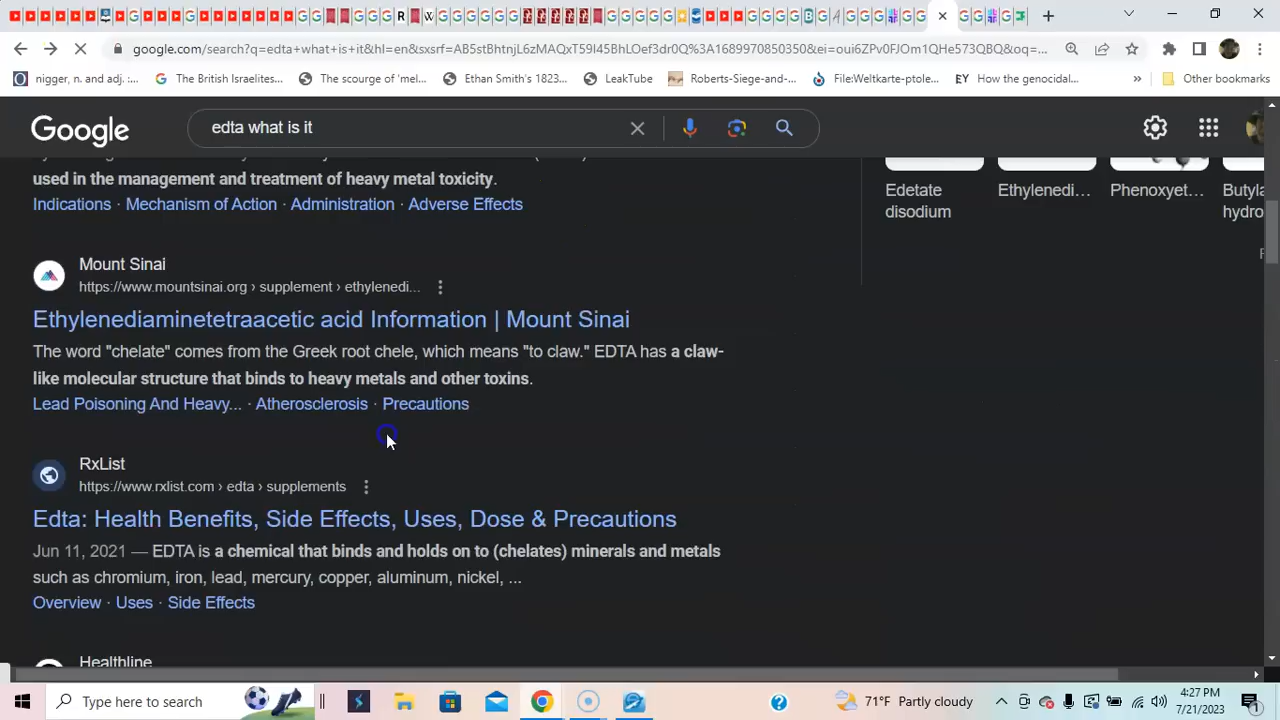 google.com/search?q=edta+what+is+it&hl=en&sxsrf=AB5stBhtnjL6zMAQxT59I45BhLOef3dr0Q%3A1689970850350&ei=oui6ZPv0FJOm1QHe573QBQ&oq=...
nigger, n. and adj. :... The British Israelites... The scourge of 'mel... Ethan Smith's 1823... LeakTube Roberts-Siege-and-... File:Weltkarte-ptole... EY How the genocidal... » Other bookmarks
Google edta what is it
used in the management and treatment of heavy metal toxicity.
Indications · Mechanism of Action · Administration · Adverse Effects
Edetate disodium
Ethylenedi...
Phenoxyet...
Butyla hydro
Mount Sinai
https://www.mountsinai.org › supplement › ethylenedi...
Ethylenediaminetetraacetic acid Information | Mount Sinai
The word "chelate" comes from the Greek root chele, which means "to claw." EDTA has a claw-
like molecular structure that binds to heavy metals and other toxins.
Lead Poisoning And Heavy... · Atherosclerosis · Precautions
RxList
https://www.rxlist.com › edta › supplements
Edta: Health Benefits, Side Effects, Uses, Dose & Precautions
Jun 11, 2021 — EDTA is a chemical that binds and holds on to (chelates) minerals and metals
such as chromium, iron, lead, mercury, copper, aluminum, nickel, ...
Overview · Uses · Side Effects
Healthline
Type here to search
71°F Partly cloudy
4:27 PM
7/21/2023